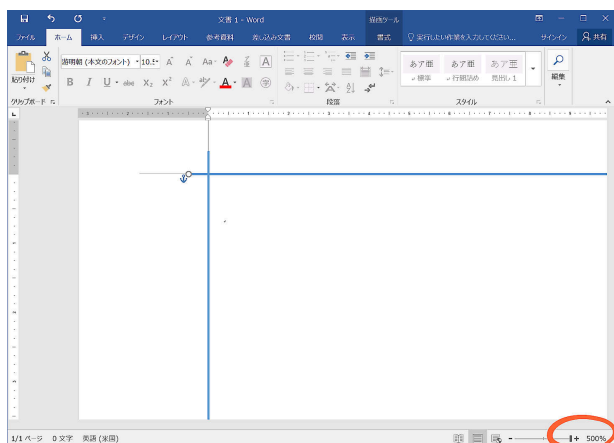 文書 1 - Word
描画ツール
ファイル ホーム 挿入 デザイン レイアウト 参考資料 差し込み文書 校閲 表示 書式 実行したい作業を入力してください... サインイン 共有
游明朝 (本文のフォント) 10.5 A A Aa A A
あア亜 あア亜 あア亜
貼り付け B I U abc X₂ X² A ab A A
標準 行間詰め 見出し 1 編集
クリップボード フォント 段落 スタイル
1/1 ページ 0 文字 英語 (米国) - + 500%